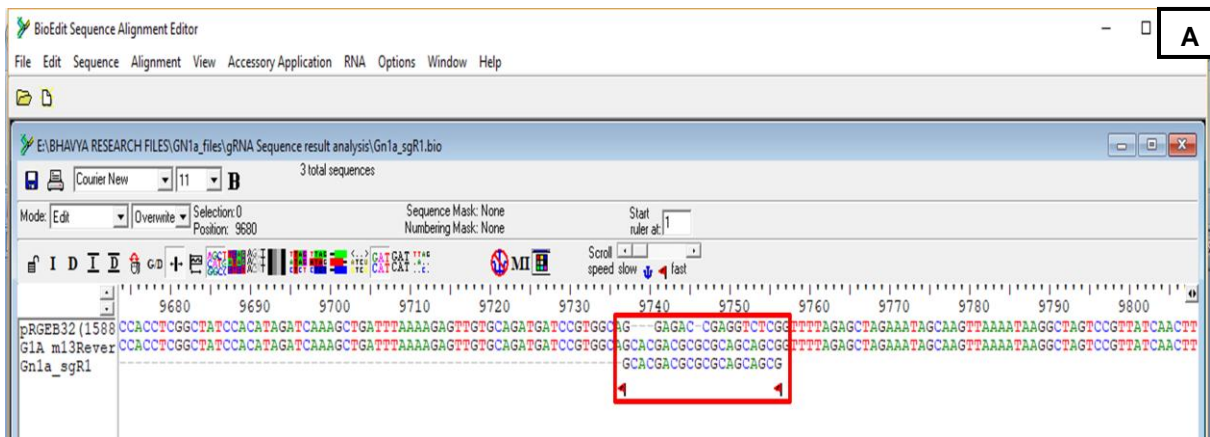 BioEdit Sequence Alignment Editor
A
File Edit Sequence Alignment View Accessory Application RNA Options Window Help
E:\BHAVYA RESEARCH FILES\GN1a_files\gRNA Sequence result analysis\Gn1a_sgR1.bio
Courier New 11 B 3 total sequences
Mode: Edit Overwrite Selection: 0 Sequence Mask: None Start
Position: 9680 Numbering Mask: None ruler at: 1
I D I D G/D MI Scroll
speed slow fast
9680 9690 9700 9710 9720 9730 9740 9750 9760 9770 9780 9790 9800
pRGEB32(1588 CCACCTCGGCTATCCACATAGATCAAAGCTGATTTAAAAGAGTTGTGCAGATGATCCGTGGCAG---GAGAC-CGAGGTCTCGGTTTTAGAGCTAGAAATAGCAAGTTAAAATAAGGCTAGTCCGTTATCAACTT
G1A m13Rever CCACCTCGGCTATCCACATAGATCAAAGCTGATTTAAAAGAGTTGTGCAGATGATCCGTGGCAGCACGACGCGCGCAGCAGCGGTTTTAGAGCTAGAAATAGCAAGTTAAAATAAGGCTAGTCCGTTATCAACTT
Gn1a_sgR1 GCACGACGCGCGCAGCAGCG